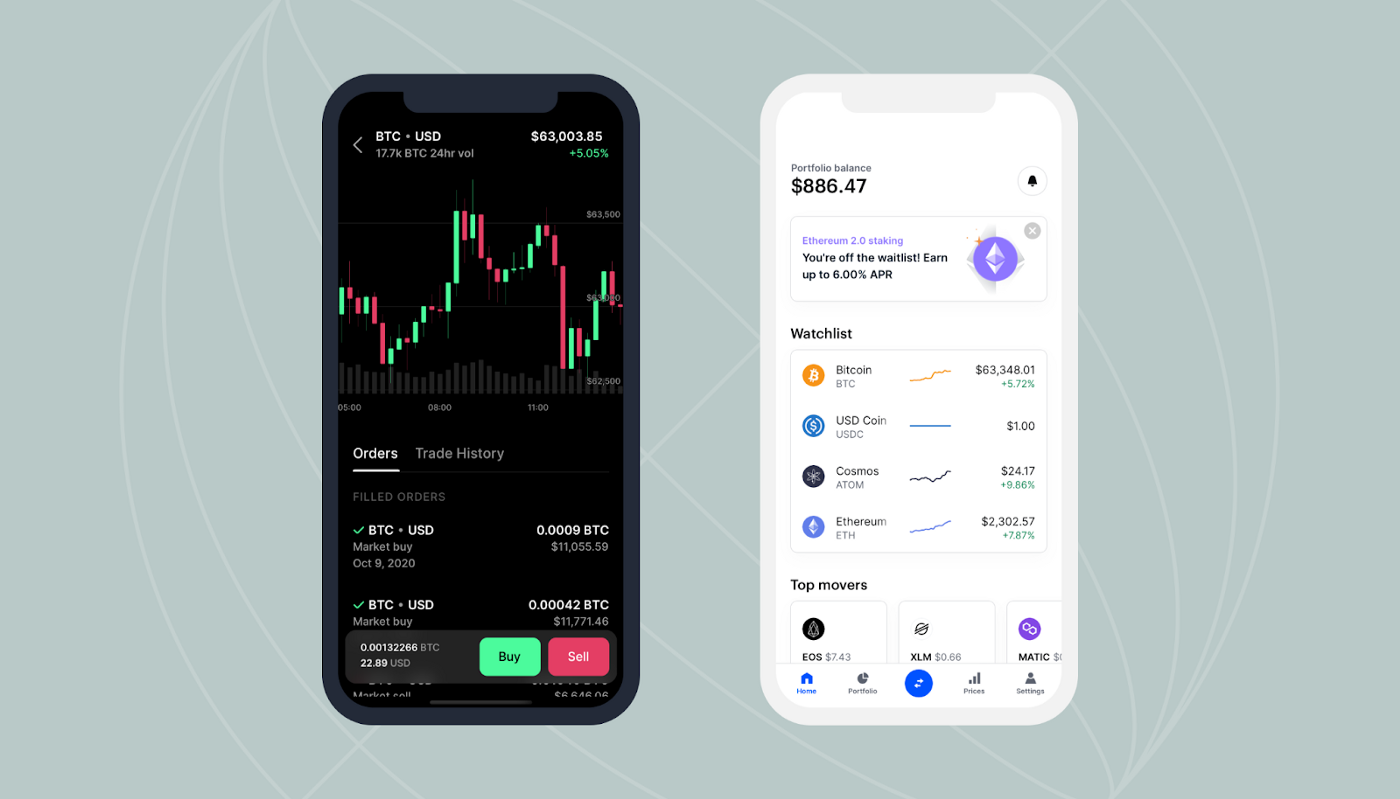 BTC • USD
$63,003.85
17.7k BTC 24hr vol
+5.05%
$63,500
$63,000
$62,500
05:00
08:00
11:00
Orders
Trade History
FILLED ORDERS
BTC • USD
0.0009 BTC
Market buy
$11,055.59
Oct 9, 2020
BTC • USD
0.00042 BTC
Market buy
$11,771.46
0.00132266 BTC
22.89 USD
Buy
Sell
Market sell
$6,646.06
Portfolio balance
$886.47
Ethereum 2.0 staking
You're off the waitlist! Earn
up to 6.00% APR
Watchlist
Bitcoin
$63,348.01
BTC
+5.72%
USD Coin
$1.00
USDC
Cosmos
$24.17
ATOM
+9.86%
Ethereum
$2,302.57
ETH
+7.87%
Top movers
EOS $7.43
XLM $0.66
MATIC
Home
Portfolio
Prices
Settings